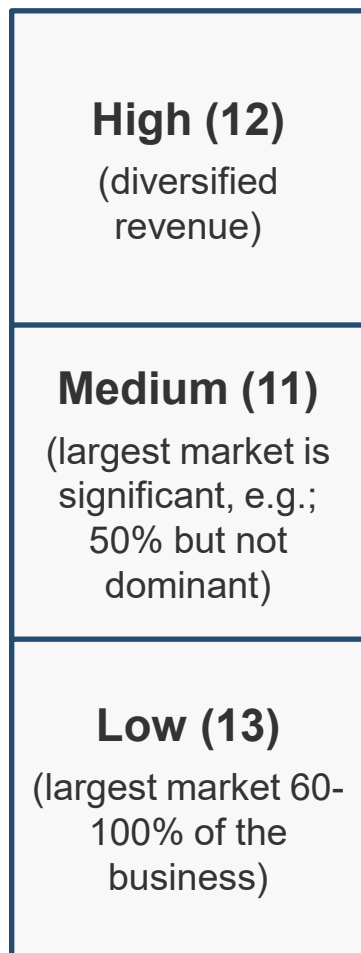 High (12)
(diversified
revenue)
Medium (11)
(largest market is
significant, e.g.;
50% but not
dominant)
Low (13)
(largest market 60-
100% of the
business)